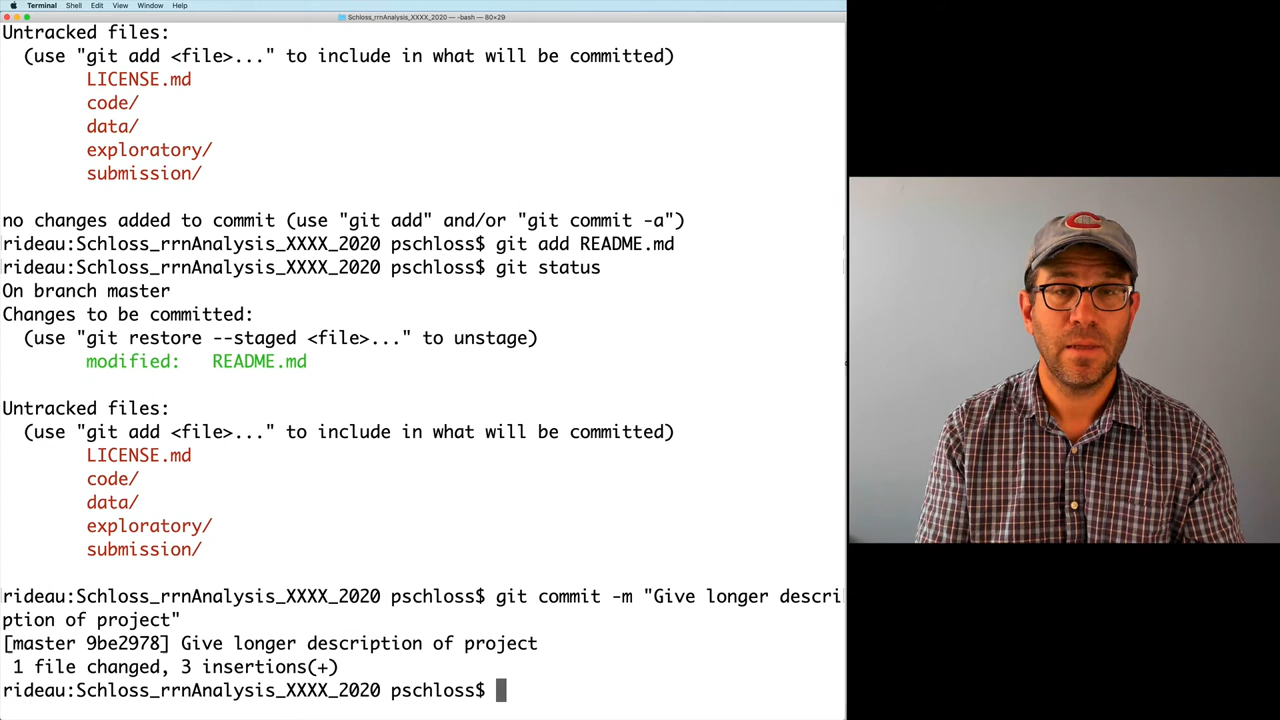 Terminal Shell Edit View Window Help
Schloss_rrnAnalysis_XXXX_2020 — -bash — 80×29
Untracked files:
(use "git add <file>..." to include in what will be committed)
LICENSE.md
code/
data/
exploratory/
submission/
no changes added to commit (use "git add" and/or "git commit -a")
rideau:Schloss_rrnAnalysis_XXXX_2020 pschloss$ git add README.md
rideau:Schloss_rrnAnalysis_XXXX_2020 pschloss$ git status
On branch master
Changes to be committed:
(use "git restore --staged <file>..." to unstage)
modified: README.md
Untracked files:
(use "git add <file>..." to include in what will be committed)
LICENSE.md
code/
data/
exploratory/
submission/
rideau:Schloss_rrnAnalysis_XXXX_2020 pschloss$ git commit -m "Give longer descri
ption of project"
[master 9be2978] Give longer description of project
1 file changed, 3 insertions(+)
rideau:Schloss_rrnAnalysis_XXXX_2020 pschloss$